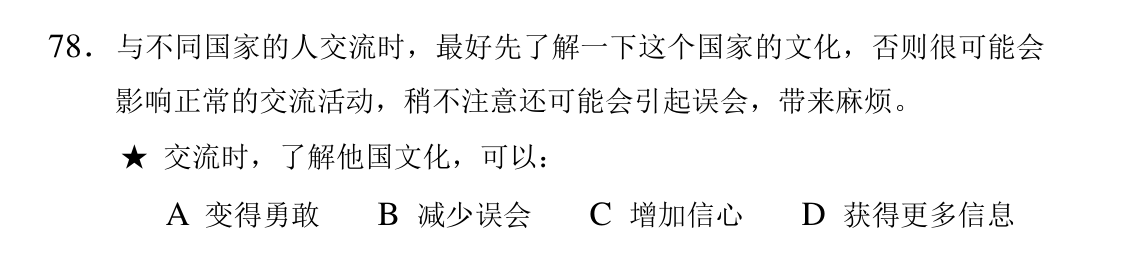 78. 与不同国家的人交流时，最好先了解一下这个国家的文化，否则很可能会
影响正常的交流活动，稍不注意还可能会引起误会，带来麻烦。
★ 交流时，了解他国文化，可以：
A 变得勇敢 B 减少误会 C 增加信心 D 获得更多信息